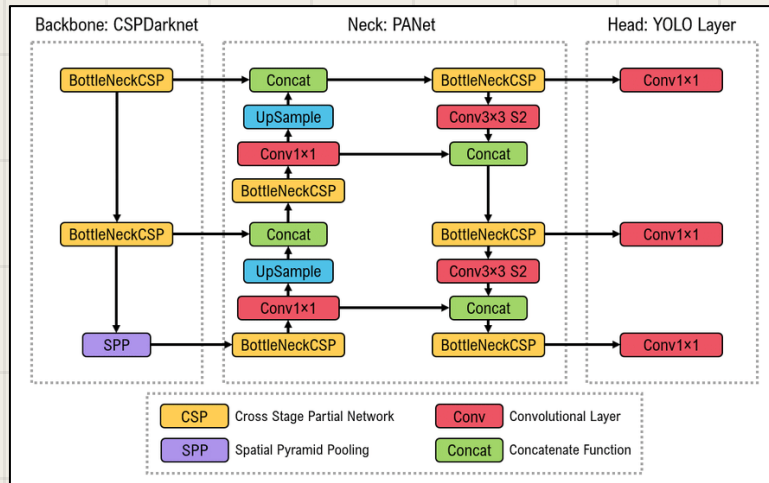 Backbone: CSPDarknet
Neck: PANet
Head: YOLO Layer
BottleNeckCSP
Concat
BottleNeckCSP
Conv1×1
UpSample
Conv3×3 S2
Conv1×1
Concat
BottleNeckCSP
BottleNeckCSP
Concat
BottleNeckCSP
Conv1×1
UpSample
Conv3×3 S2
Conv1×1
Concat
SPP
BottleNeckCSP
BottleNeckCSP
Conv1×1
CSP Cross Stage Partial Network
Conv Convolutional Layer
SPP Spatial Pyramid Pooling
Concat Concatenate Function